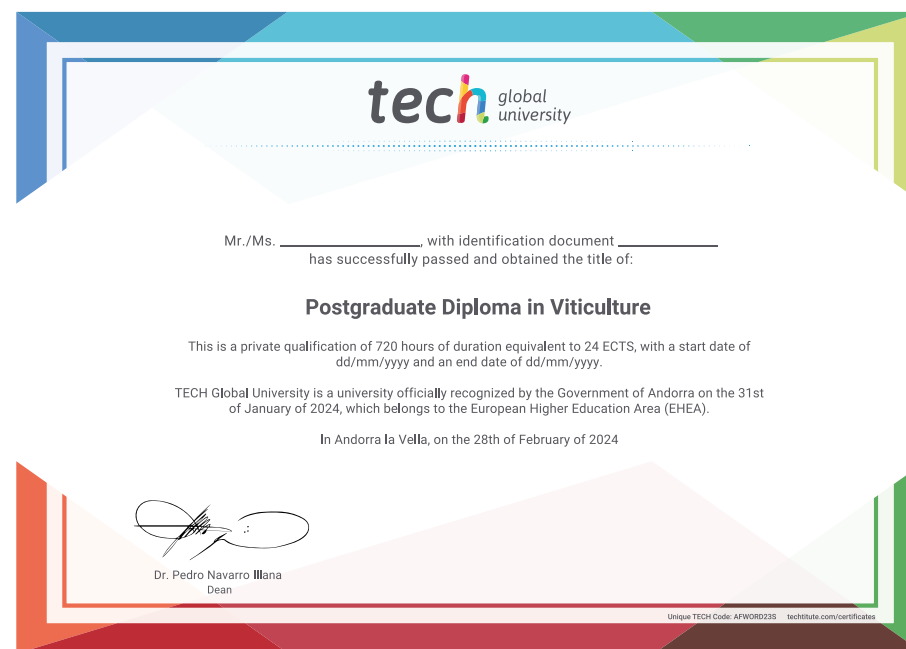 tech global
university
Mr./Ms. ____________, with identification document ____________
has successfully passed and obtained the title of:
Postgraduate Diploma in Viticulture
This is a private qualification of 720 hours of duration equivalent to 24 ECTS, with a start date of
dd/mm/yyyy and an end date of dd/mm/yyyy.
TECH Global University is a university officially recognized by the Government of Andorra on the 31st
of January of 2024, which belongs to the European Higher Education Area (EHEA).
In Andorra la Vella, on the 28th of February of 2024
Dr. Pedro Navarro Illana
Dean
Unique TECH Code: AFWORD23S techtitute.com/certificates